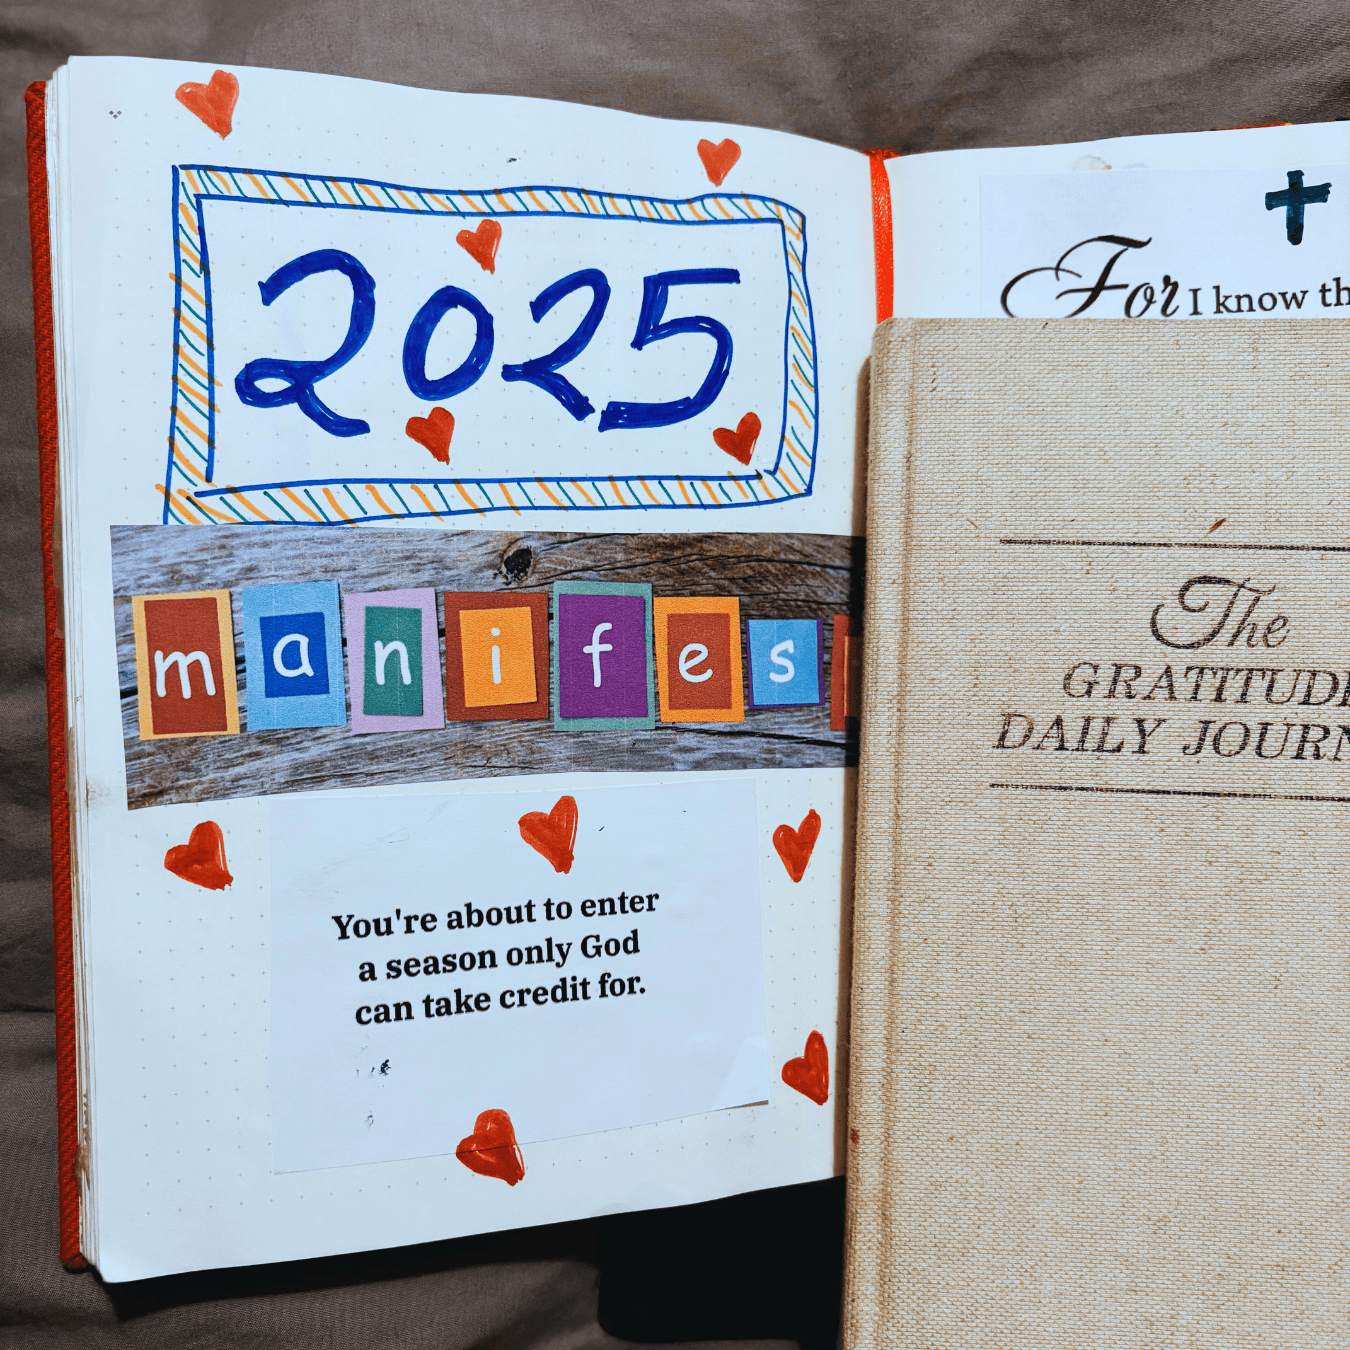 2025
manifes
You're about to enter
a season only God
can take credit for.
For I know th
The
GRATITUDE
DAILY JOURN